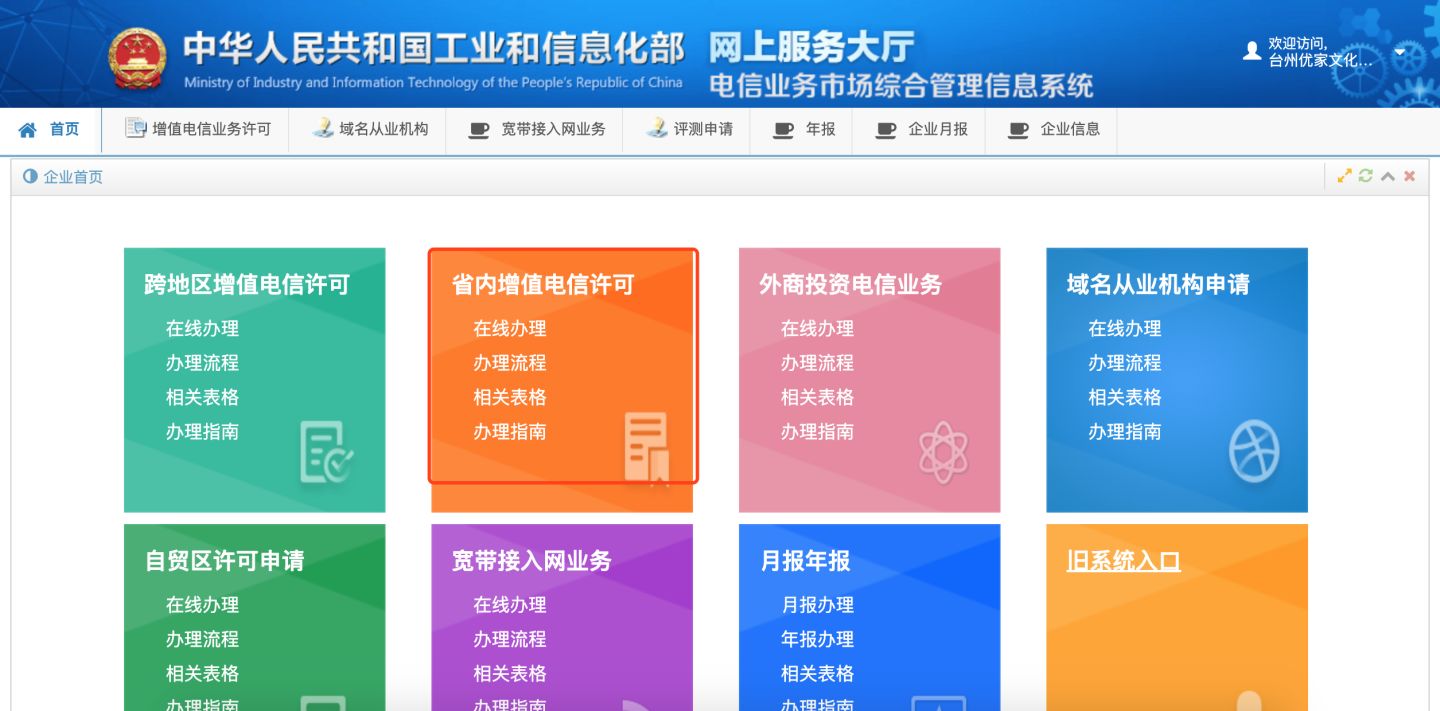 中华人民共和国工业和信息化部
Ministry of Industry and Information Technology of the People's Republic of China
网上服务大厅
电信业务市场综合管理信息系统
欢迎访问,
台州优家文化...
首页
增值电信业务许可
域名从业机构
宽带接入网业务
评测申请
年报
企业月报
企业信息
企业首页
跨地区增值电信许可
在线办理
办理流程
相关表格
办理指南
省内增值电信许可
在线办理
办理流程
相关表格
办理指南
外商投资电信业务
在线办理
办理流程
相关表格
办理指南
域名从业机构申请
在线办理
办理流程
相关表格
办理指南
自贸区许可申请
在线办理
办理流程
相关表格
办理指南
宽带接入网业务
在线办理
办理流程
相关表格
办理指南
月报年报
月报办理
年报办理
相关表格
办理指南
旧系统入口